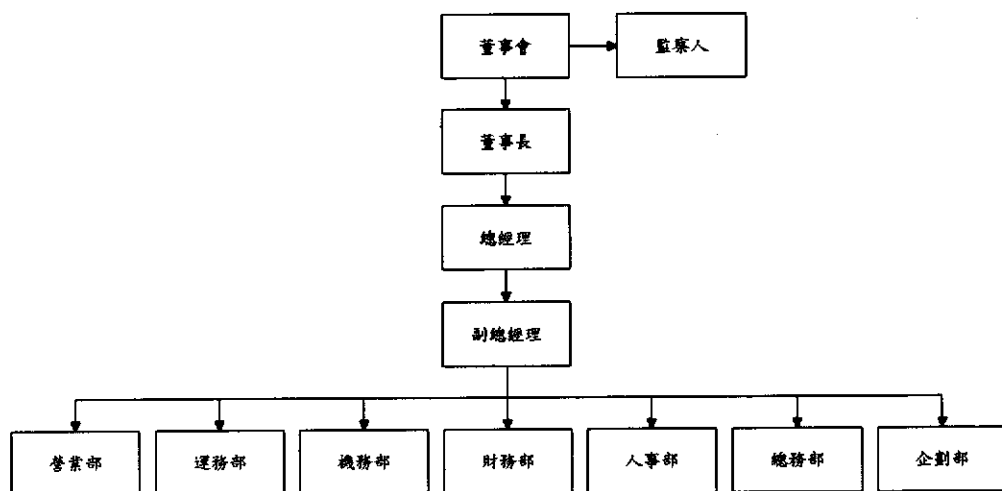 董事會
監察人
董事長
總經理
副總經理
營業部
運務部
機務部
財務部
人事部
總務部
企劃部